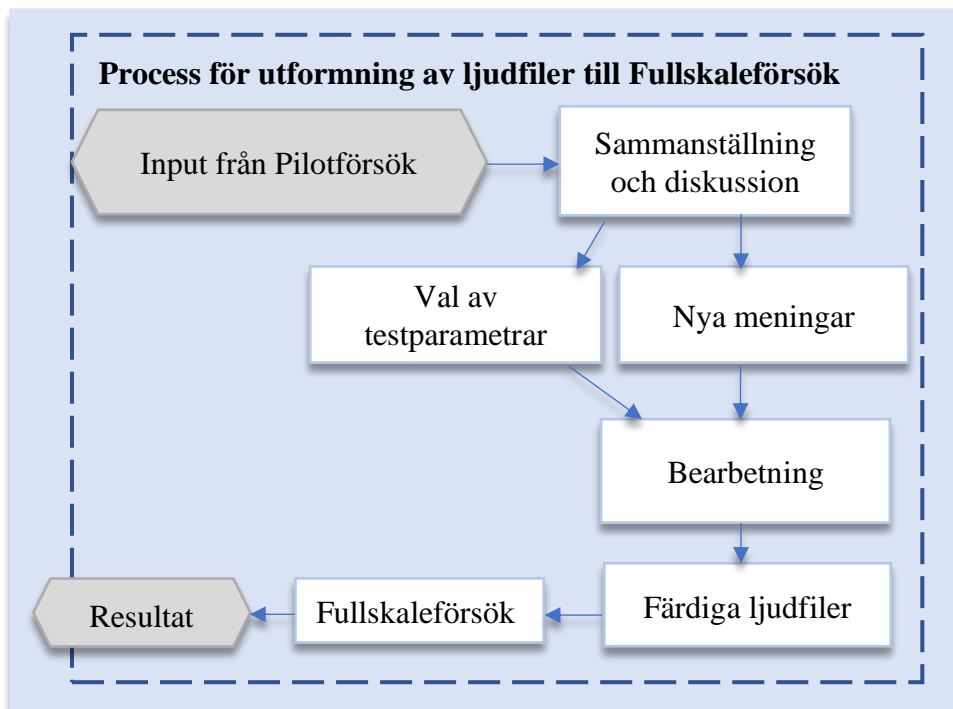 Process för utformning av ljudfiler till Fullskaleförsök
Input från Pilotförsök
Sammanställning
och diskussion
Val av
testparametrar
Nya meningar
Bearbetning
Färdiga ljudfiler
Fullskaleförsök
Resultat